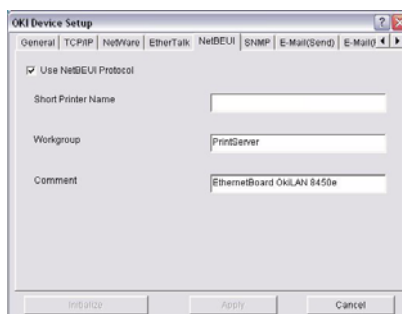 OKI Device Setup
General TCP/IP NetWare EtherTalk NetBEUI SNMP E-Mail(Send)
Use NetBEUI Protocol
Short Printer Name
Workgroup PrintServer
Comment EthernetBoard OkiLAN 8450e
Initialize Apply Cancel